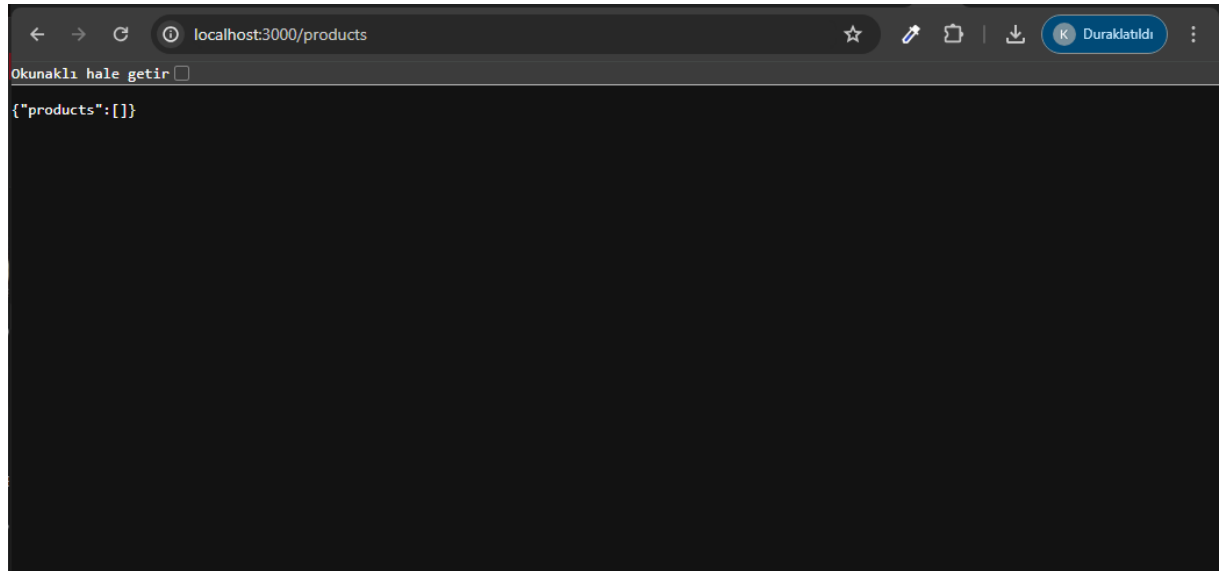 localhost:3000/products
K Duraklatıldı
Okunaklı hale getir
{"products":[]}